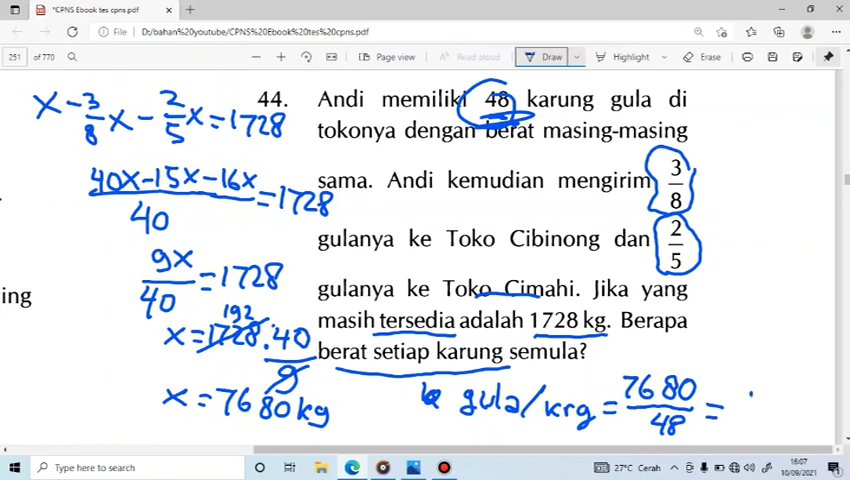 *CPNS Ebook tes cpns.pdf
File
D:/bahan%20youtube/CPNS%20Ebook%20tes%20cpns.pdf
251 of 770
Page view
Read aloud
Draw
Highlight
Erase
44. Andi memiliki 48 karung gula di
tokonya dengan berat masing-masing
sama. Andi kemudian mengirim 3/8
gulanya ke Toko Cibinong dan 2/5
gulanya ke Toko Cimahi. Jika yang
masih tersedia adalah 1728 kg. Berapa
berat setiap karung semula?
x - 3/8 x - 2/5 x = 1728
40x - 15x - 16x / 40 = 1728
9x / 40 = 1728
192
x = 1728 . 40 / 9
x = 7680 kg
gula/krg = 7680 / 48 =
ing
Type here to search
27°C Cerah
16:07
10/09/2021